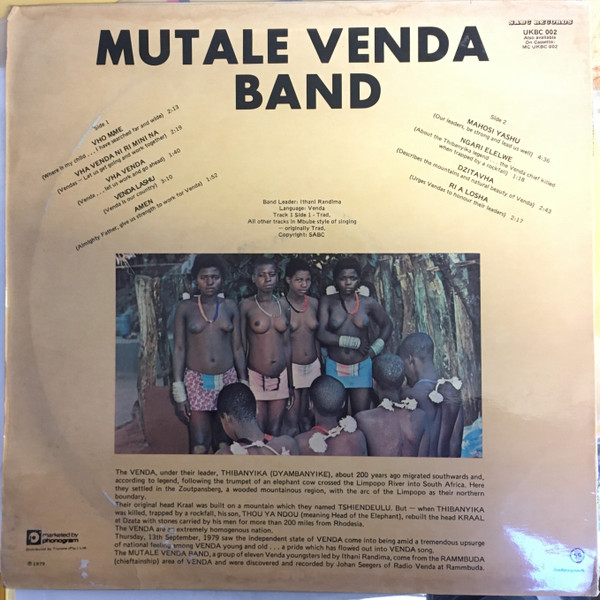 SABC RECORDS
UKBC 002
Also available
On Cassette:
MC UKBC 002
MUTALE VENDA
BAND
Side 1
VHO MME
(Where is my child . . . I have searched far and wide) 2:13
VHA VENDA NI RI MINI NA
(Vendas — Let us get going and work together) 2:19
VHA VENDA
(Venda . . . let us work and go ahead) 1:40
VENDA LASHU
(Venda is our country) 3:10
AMEN
(Almighty Father, give us strength to work for Venda) 1:52
Side 2
MAHOSI YASHU
(Our leaders, be strong and lead us well) 4:36
NGARI ELELWE
(About the Thibanyika legend . . . the Venda chief killed
when trapped by a rockfall) 1:18
DZITAVHA
(Describes the mountains and natural beauty of Venda) 2:43
RI A LOSHA
(Urges Vendas to honour their leaders) 2:17
Band Leader: Ithani Randima
Language: Venda
Track 1 Side 1 - Trad.
All other tracks in Mbube style of singing
— originally Trad.
Copyright: SABC
The VENDA, under their leader, THIBANYIKA (DYAMBANYIKE), about 200 years ago migrated southwards and,
according to legend, following the trumpet of an elephant cow crossed the Limpopo River into South Africa. Here
they settled in the Zoutpansberg, a wooded mountainous region, with the arc of the Limpopo as their northern
boundary.
Their original head Kraal was built on a mountain which they named TSHIENDEULU. But — when THIBANYIKA
was killed, trapped by a rockfall, his son, THOU YA NDOU (meaning Head of the Elephant), rebuilt the head KRAAL
at Dzata with stones carried by his men for more than 200 miles from Rhodesia.
The VENDA are an extremely homogenous nation.
Thursday, 13th September, 1979 saw the independent state of VENDA come into being amid a tremendous upsurge
of national feeling among VENDA young and old . . . a pride which has flowed out into VENDA song.
The MUTALE VENDA BAND, a group of eleven Venda youngsters led by Ithani Randima, come from the RAMMBUDA
(chieftainship) area of VENDA and were discovered and recorded by Johan Seegers of Radio Venda at Rammbuda.
marketed by
phonogram
℗ 1979